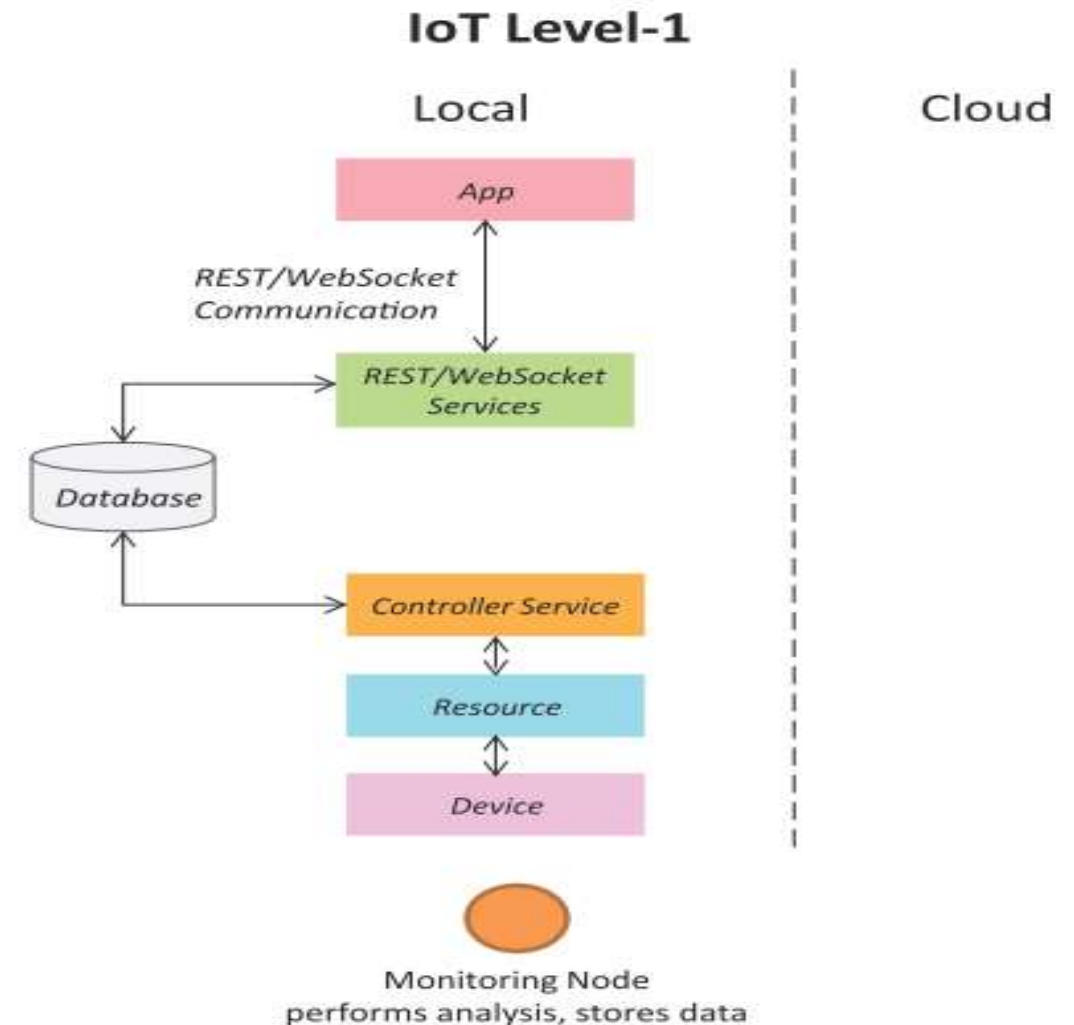 IoT Level-1
Local
Cloud
App
REST/WebSocket
Communication
REST/WebSocket
Services
Database
Controller Service
Resource
Device
Monitoring Node
performs analysis, stores data